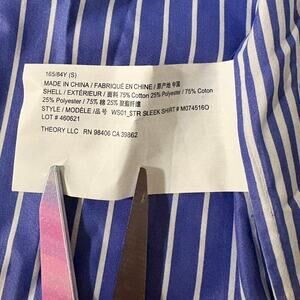 165/84Y (S)
MADE IN CHINA / FABRIQUÉ EN CHINE / 原产地 中国
SHELL / EXTÉRIEUR / 面料 75% Cotton 25% Polyester / 75% Coton
25% Polyester / 75% 棉 25% 聚酯纤维
STYLE / MODÈLE / 品号 WS01_STR SLEEK SHIRT # M074516O
LOT # 460621
THEORY LLC RN 98406 CA 39862